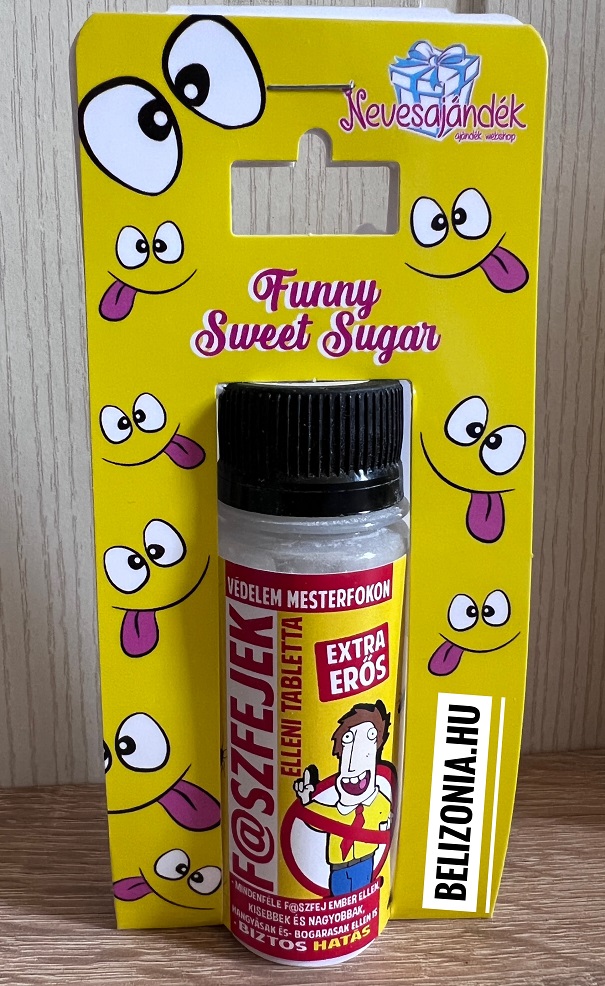 Nevesajándék
ajándék webshop
Funny
Sweet Sugar
VÉDELEM MESTERFOKON
F@SZFEJEK
ELLENI TABLETTA
EXTRA
ERŐS
MINDENFÉLE F@SZFEJ EMBER ELLEN
KISEBBEK ÉS NAGYOBBAK,
HANGYÁSAK ÉS- BOGARASAK ELLEN IS
BIZTOS HATÁS
BELIZONIA.HU